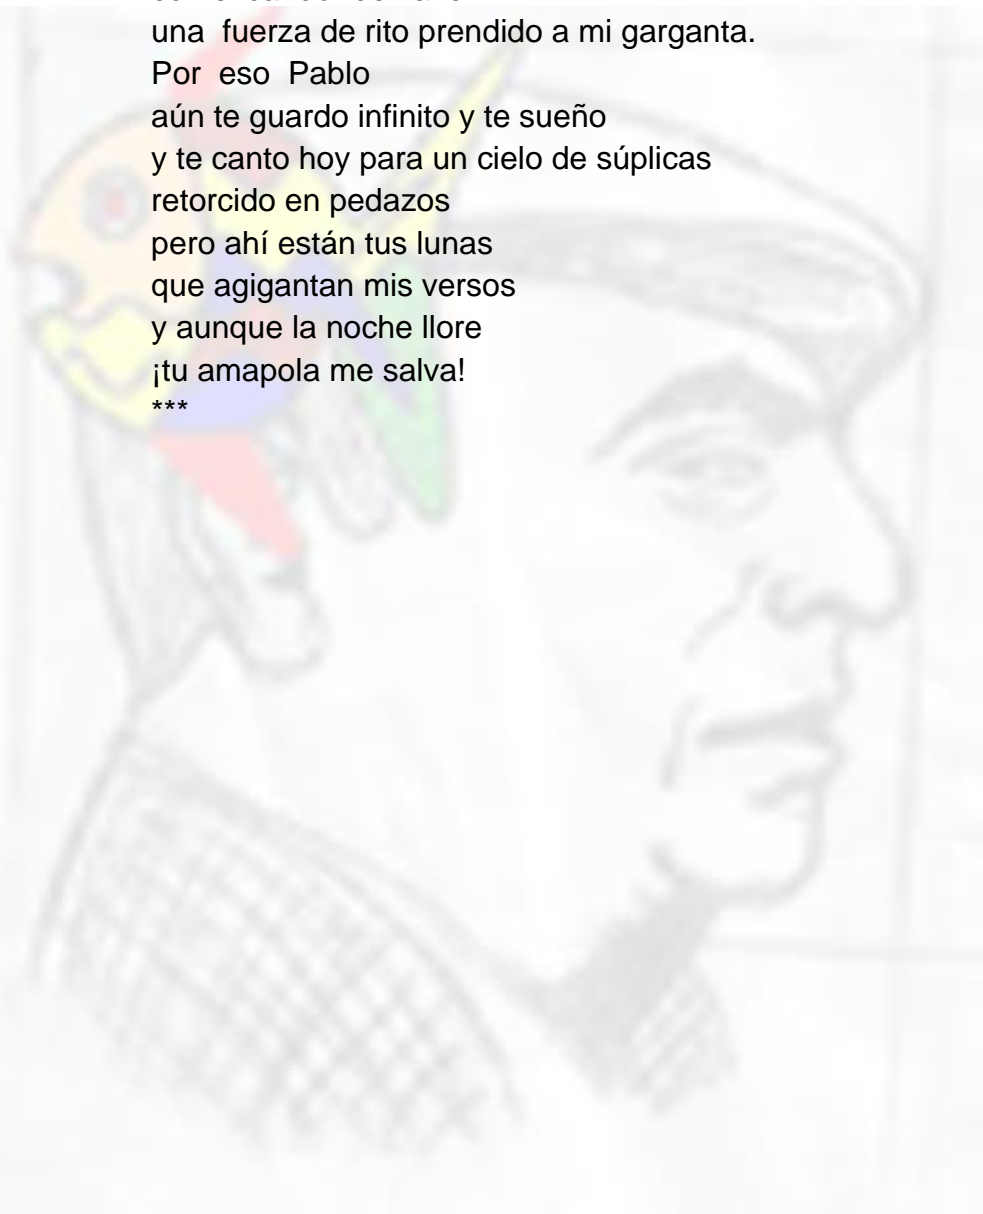 una fuerza de rito prendido a mi garganta.
Por eso Pablo
aún te guardo infinito y te sueño
y te canto hoy para un cielo de súplicas
retorcido en pedazos
pero ahí están tus lunas
que agigantan mis versos
y aunque la noche llore
¡tu amapola me salva!
***